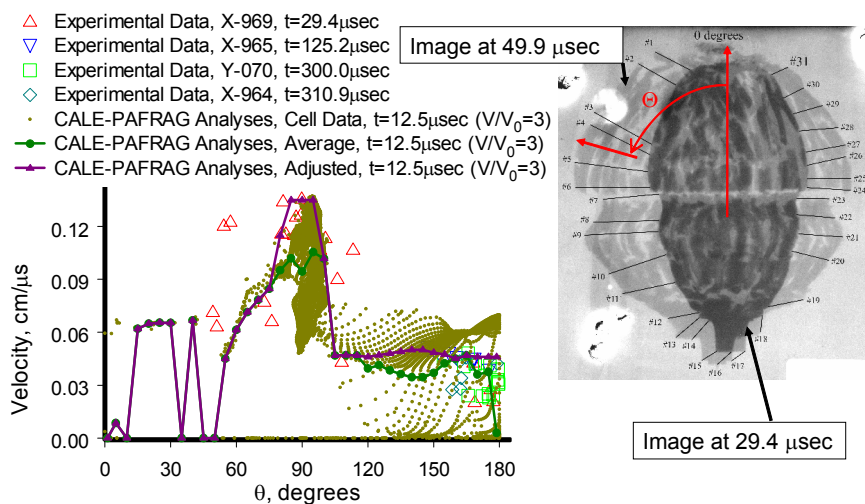 Experimental Data, X-969, t=29.4μsec
Experimental Data, X-965, t=125.2μsec
Experimental Data, Y-070, t=300.0μsec
Experimental Data, X-964, t=310.9μsec
CALE-PAFRAG Analyses, Cell Data, t=12.5μsec (V/V₀=3)
CALE-PAFRAG Analyses, Average, t=12.5μsec (V/V₀=3)
CALE-PAFRAG Analyses, Adjusted, t=12.5μsec (V/V₀=3)
Velocity, cm/μs
0.12
0.09
0.06
0.03
0.00
0 30 60 90 120 150 180
θ, degrees
Image at 49.9 μsec
0 degrees
Θ
#1
#2
#3
#4
#5
#6
#7
#8
#9
#10
#11
#12
#13
#14
#15
#16
#17
#18
#19
#20
#21
#22
#23
#24
#25
#26
#27
#28
#29
#30
#31
Image at 29.4 μsec